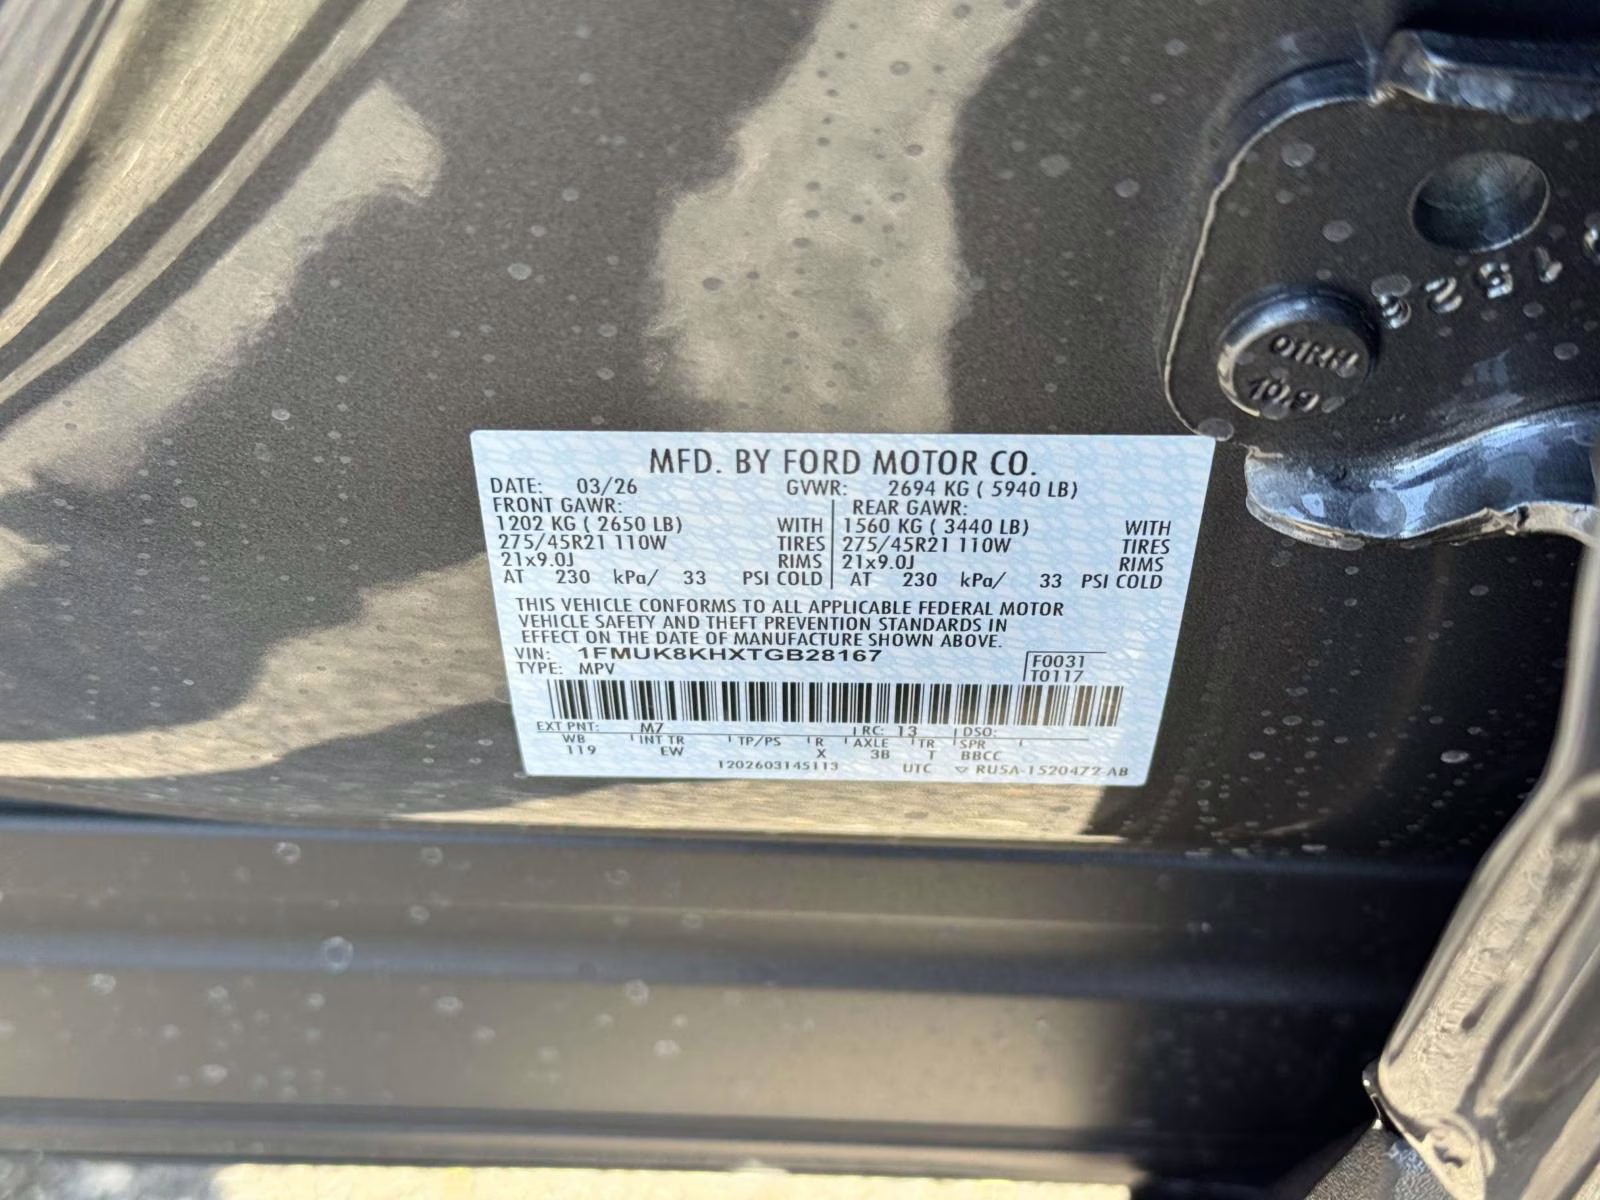 1524
01RH
10.9
MFD. BY FORD MOTOR CO.
DATE: 03/26 GVWR: 2694 KG ( 5940 LB)
FRONT GAWR: REAR GAWR:
1202 KG ( 2650 LB) WITH 1560 KG ( 3440 LB) WITH
275/45R21 110W TIRES 275/45R21 110W TIRES
21x9.0J RIMS 21x9.0J RIMS
AT 230 kPa/ 33 PSI COLD AT 230 kPa/ 33 PSI COLD
THIS VEHICLE CONFORMS TO ALL APPLICABLE FEDERAL MOTOR
VEHICLE SAFETY AND THEFT PREVENTION STANDARDS IN
EFFECT ON THE DATE OF MANUFACTURE SHOWN ABOVE.
VIN: 1FMUK8KHXTGB28167 F0031
TYPE: MPV T0117
EXT PNT: M7 RC: 13 DSO:
WB INT TR TP/PS R AXLE TR SPR
119 EW X 3B T BBCC
1202603145113 UTC ▽ RU5A-1520472-AB